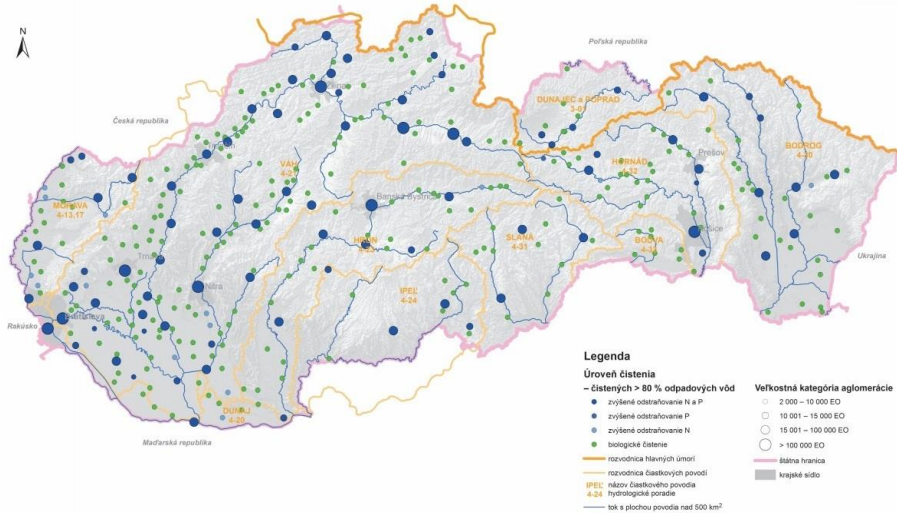 N
Poľská republika
Česká republika
DUNAJEC a POPRAD
3-01
BODROG
4-30
Prešov
HORNÁD
VÁH
MORAVA
4-13,17
Banská Bystrica
HRON
SLANÁ
4-31
BODVA
Ukrajina
Nitra
IPEĽ
4-24
Bratislava
Rakúsko
DUNAJ
4-20
Maďarská republika
Legenda
Úroveň čistenia
– čistených > 80 % odpadových vôd
zvýšené odstraňovanie N a P
zvýšené odstraňovanie P
zvýšené odstraňovanie N
biologické čistenie
rozvodnica hlavných úmorí
rozvodnica čiastkových povodí
IPEĽ názov čiastkového povodia
4-24 hydrologické poradie
tok s plochou povodia nad 500 km²
Veľkostná kategória aglomerácie
2 000 – 10 000 EO
10 001 – 15 000 EO
15 001 – 100 000 EO
> 100 000 EO
štátna hranica
krajské sídlo